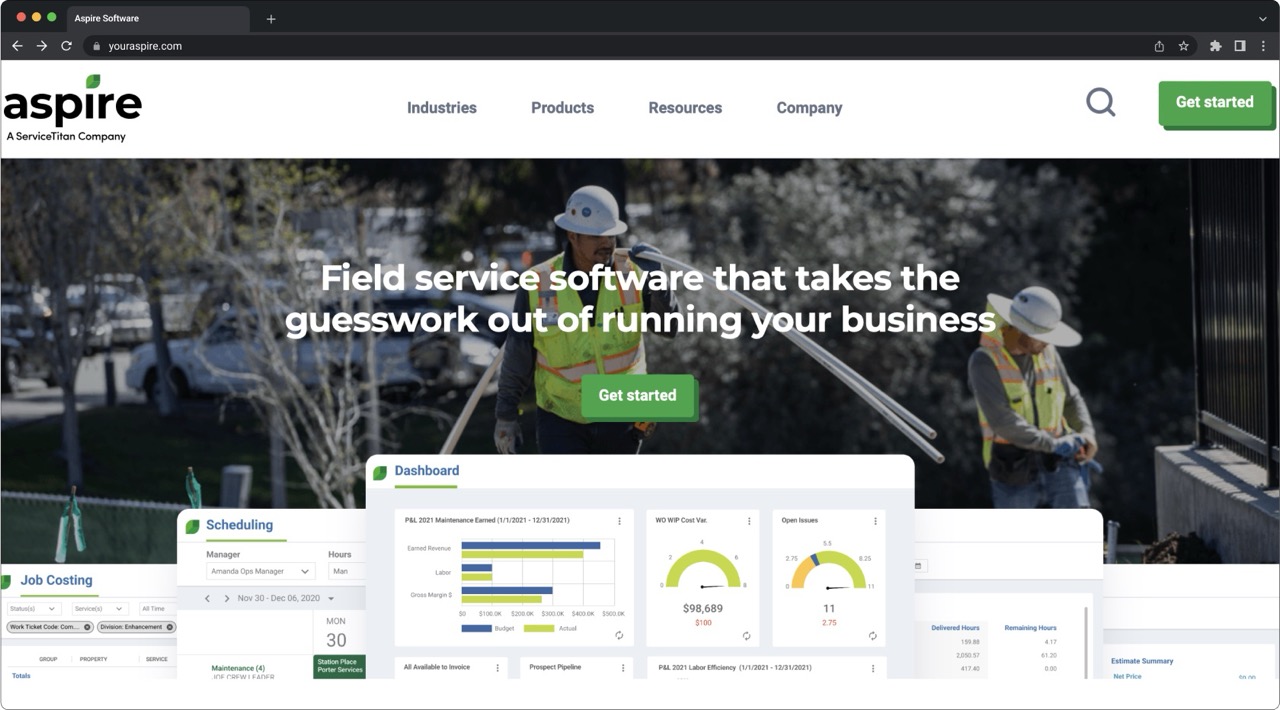 Aspire Software
youraspire.com
aspire
A ServiceTitan Company
Industries
Products
Resources
Company
Get started
Field service software that takes the
guesswork out of running your business
Get started
Dashboard
P&L 2021 Maintenance Earned (1/1/2021 - 12/31/2021)
Earned Revenue
Labor
Gross Margin $
$0 $100.0K $200.0K $300.0K $400.0K $500.0K
Budget Actual
WO WIP Cost Var.
0 2 4 6 8
$98,689
$100
Open Issues
0 2.75 5.5 8.25 11
11
2.75
All Available to Invoice
Prospect Pipeline
P&L 2021 Labor Efficiency (1/1/2021 - 12/31/2021)
Scheduling
Manager Hours
Amanda Ops Manager Man
Nov 30 - Dec 06, 2020
MON
30
Maintenance (4)
JOE CREW LEADER
Station Place
Porter Services
Job Costing
Status(s) Service(s) All Time
Work Ticket Code: Com... Division: Enhancement
GROUP PROPERTY SERVICE
Totals
Delivered Hours Remaining Hours
159.88 4.17
2,050.57 61.20
417.40 0.00
Estimate Summary
Net Price